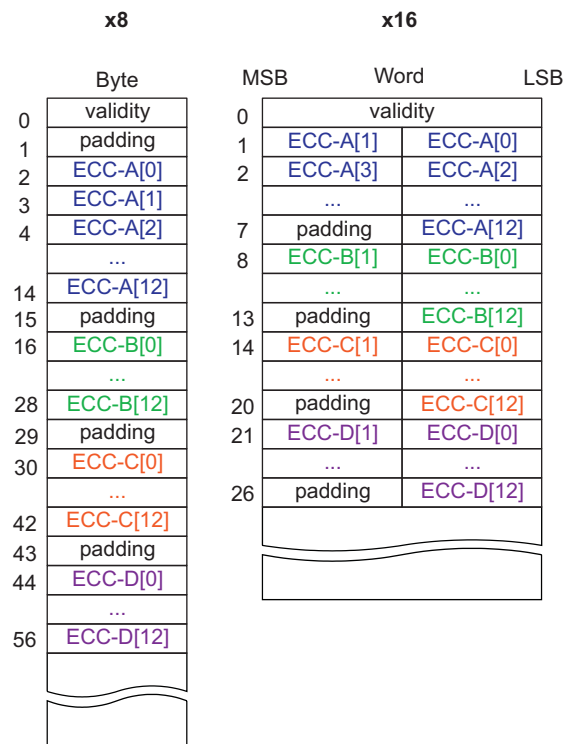 x8
Byte
0 validity
1 padding
2 ECC-A[0]
3 ECC-A[1]
4 ECC-A[2]
...
14 ECC-A[12]
15 padding
16 ECC-B[0]
...
28 ECC-B[12]
29 padding
30 ECC-C[0]
...
42 ECC-C[12]
43 padding
44 ECC-D[0]
...
56 ECC-D[12]
x16
MSB Word LSB
0 validity
1 ECC-A[1] ECC-A[0]
2 ECC-A[3] ECC-A[2]
... ...
7 padding ECC-A[12]
8 ECC-B[1] ECC-B[0]
... ...
13 padding ECC-B[12]
14 ECC-C[1] ECC-C[0]
... ...
20 padding ECC-C[12]
21 ECC-D[1] ECC-D[0]
... ...
26 padding ECC-D[12]